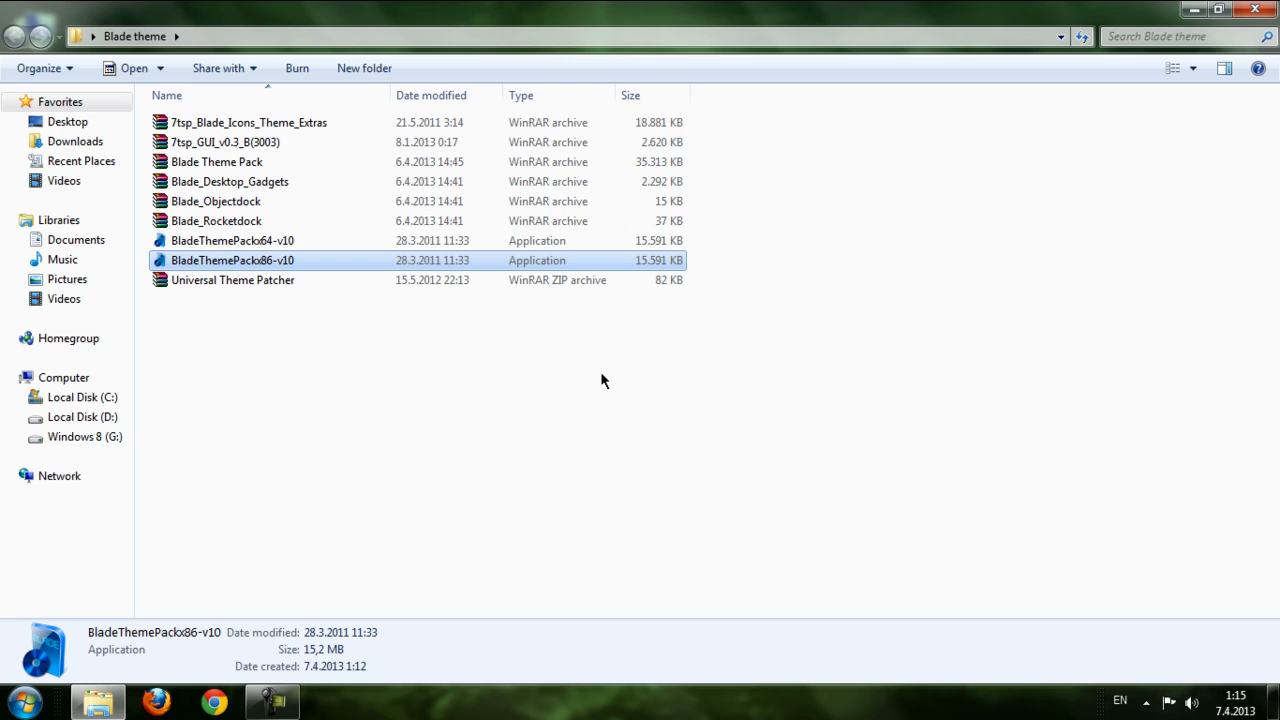 Blade theme
Search Blade theme
Organize Open Share with Burn New folder
Name Date modified Type Size
Favorites
Desktop
Downloads
Recent Places
Videos
Libraries
Documents
Music
Pictures
Videos
Homegroup
Computer
Local Disk (C:)
Local Disk (D:)
Windows 8 (G:)
Network
7tsp_Blade_Icons_Theme_Extras 21.5.2011 3:14 WinRAR archive 18.881 KB
7tsp_GUI_v0.3_B(3003) 8.1.2013 0:17 WinRAR archive 2.620 KB
Blade Theme Pack 6.4.2013 14:45 WinRAR archive 35.313 KB
Blade_Desktop_Gadgets 6.4.2013 14:41 WinRAR archive 2.292 KB
Blade_Objectdock 6.4.2013 14:41 WinRAR archive 15 KB
Blade_Rocketdock 6.4.2013 14:41 WinRAR archive 37 KB
BladeThemePackx64-v10 28.3.2011 11:33 Application 15.591 KB
BladeThemePackx86-v10 28.3.2011 11:33 Application 15.591 KB
Universal Theme Patcher 15.5.2012 22:13 WinRAR ZIP archive 82 KB
BladeThemePackx86-v10 Date modified: 28.3.2011 11:33
Application Size: 15,2 MB
Date created: 7.4.2013 1:12
EN
1:15
7.4.2013